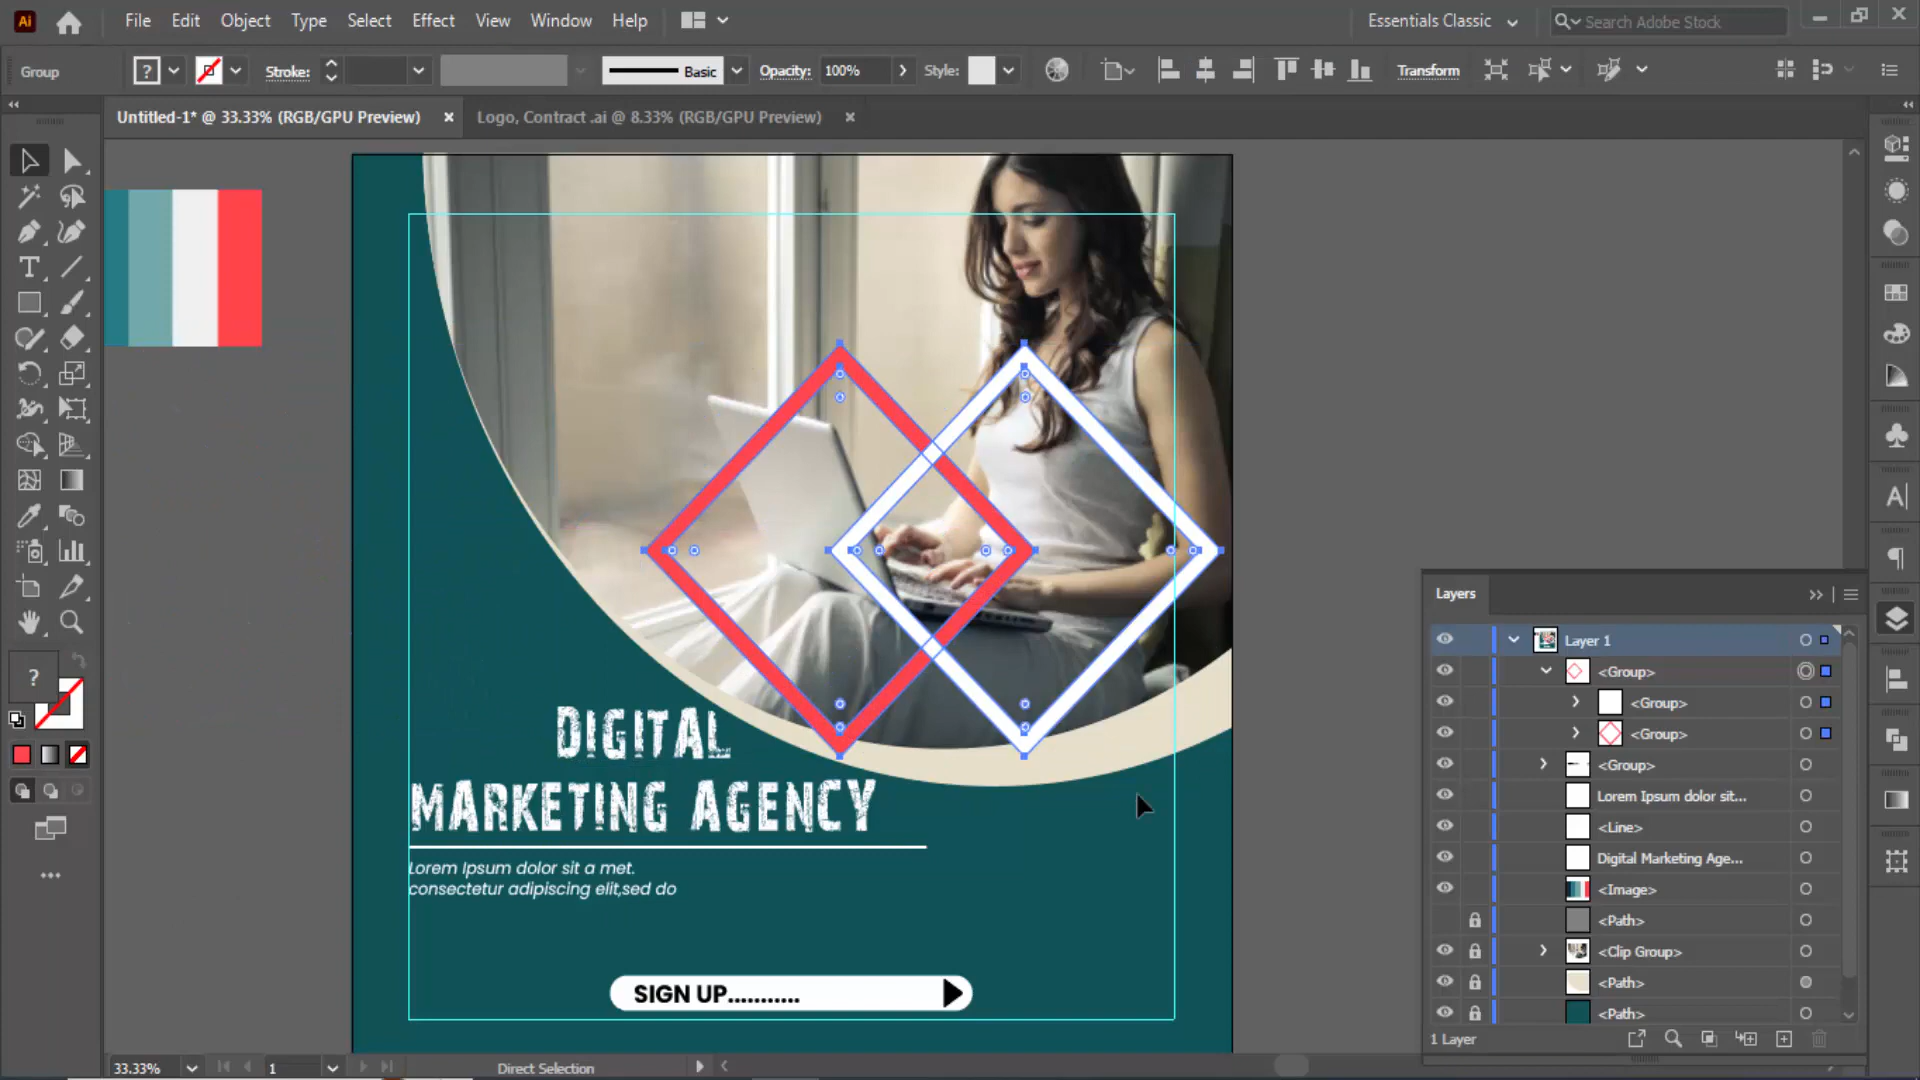 Ai File Edit Object Type Select Effect View Window Help Essentials Classic Search Adobe Stock
Group ? Stroke: Basic Opacity: 100% Style: Transform
Untitled-1* @ 33.33% (RGB/GPU Preview) Logo, Contract .ai @ 8.33% (RGB/GPU Preview)
DIGITAL
MARKETING AGENCY
Lorem Ipsum dolor sit a met.
consectetur adipiscing elit,sed do
SIGN UP...........
?
Layers
Layer 1
<Group>
<Group>
<Group>
<Group>
Lorem Ipsum dolor sit...
<Line>
Digital Marketing Age...
<Image>
<Path>
<Clip Group>
<Path>
<Path>
1 Layer
33.33% 1 Direct Selection